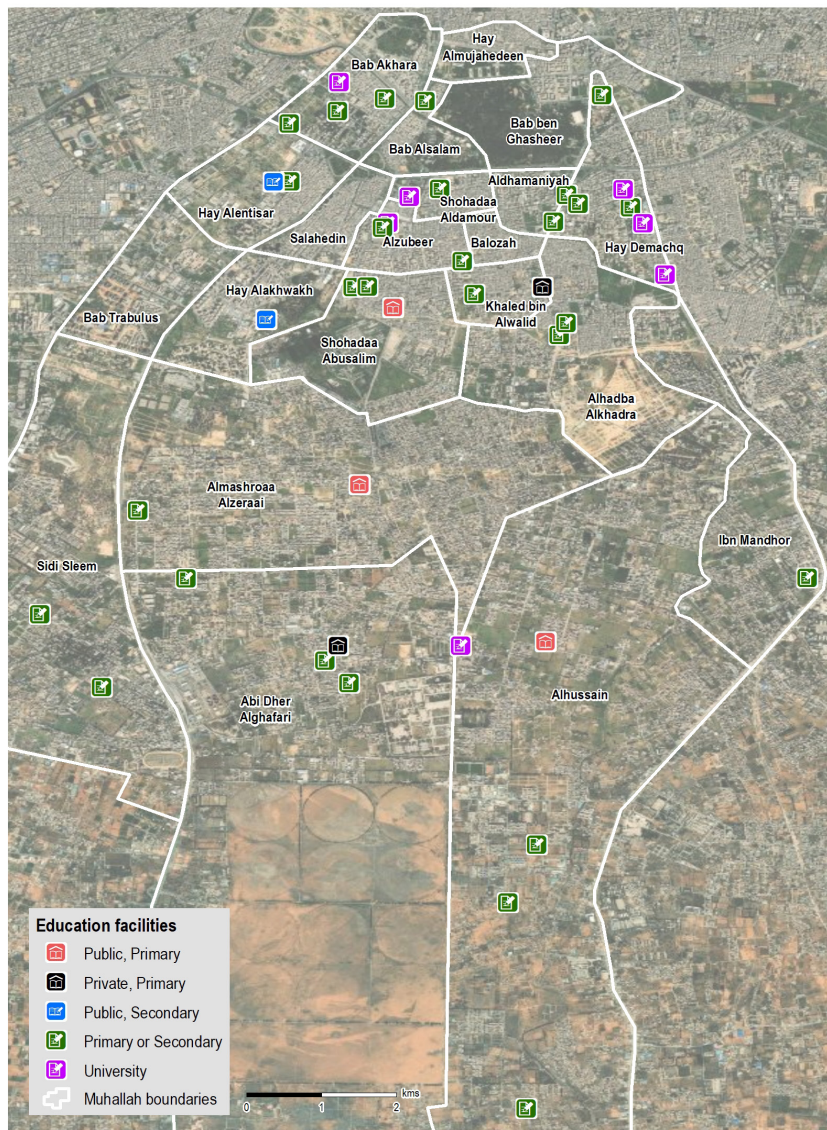 Hay
Almujahedeen
Bab Akhara
Bab ben
Ghasheer
Bab Alsalam
Aidhamaniyah
Shohadaa
Aldamour
Hay Alentisar
Salahedin
Alzubeer
Balozah
Hay Demachq
Hay Alakhwakh
Bab Trabulus
Khaled bin
Alwalid
Shohadaa
Abusalim
Alhadba
Alkhadra
Almashroaa
Alzeraai
Ibn Mandhor
Sidi Sleem
Abi Dher
Alghafari
Alhussain
Education facilities
Public, Primary
Private, Primary
Public, Secondary
Primary or Secondary
University
Muhallah boundaries
kms
0 1 2